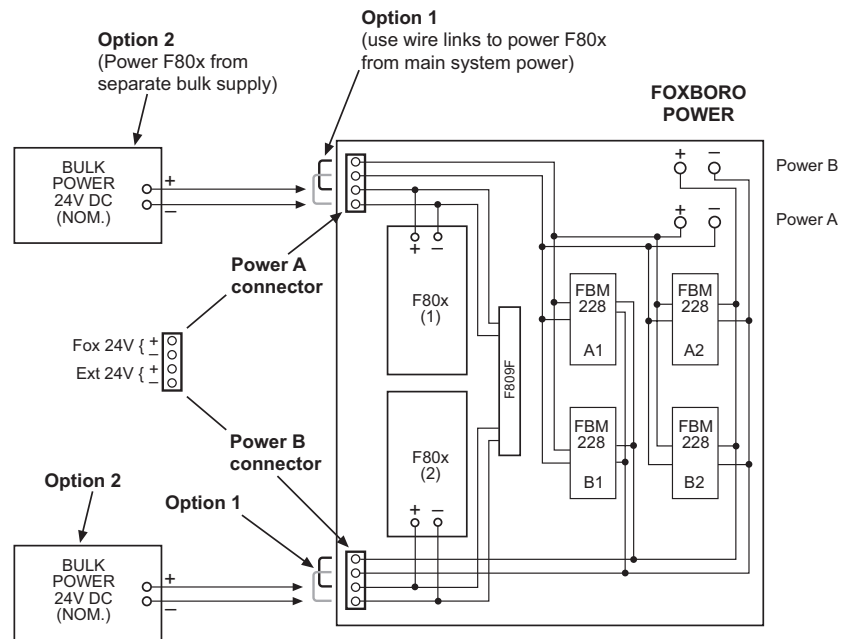 Option 1
(use wire links to power F80x
from main system power)
Option 2
(Power F80x from
separate bulk supply)
FOXBORO
POWER
BULK
POWER
24V DC
(NOM.)
+
–
+ –
Power B
+ –
Power A
+ –
F80x
(1)
Power A
connector
Fox 24V { + –
Ext 24V { + –
F809F
FBM
228
A1
FBM
228
A2
FBM
228
B1
FBM
228
B2
Power B
connector
F80x
(2)
+ –
Option 2
Option 1
BULK
POWER
24V DC
(NOM.)
+
–